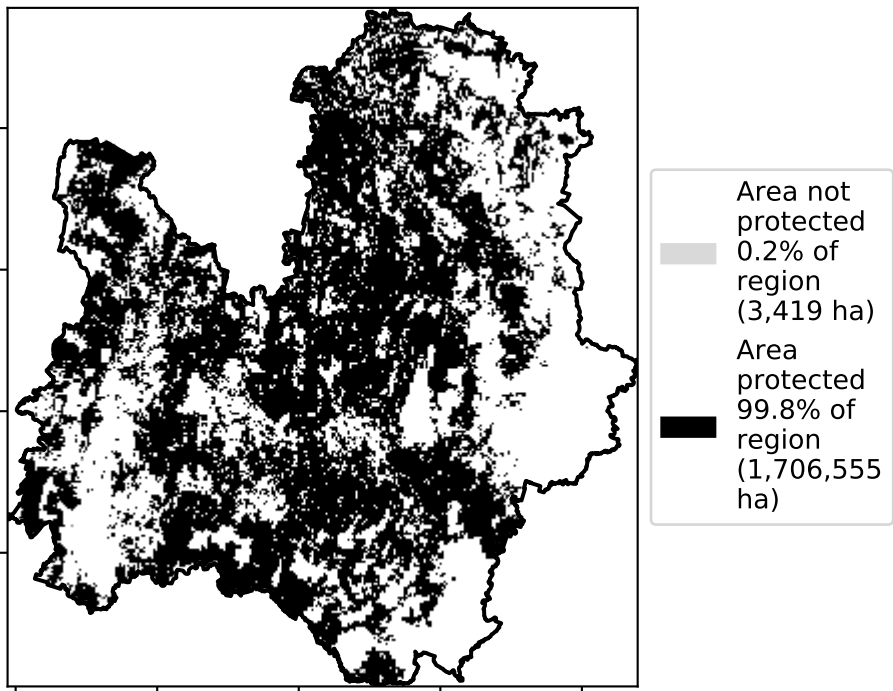 Area not
protected
0.2% of
region
(3,419 ha)
Area
protected
99.8% of
region
(1,706,555
ha)